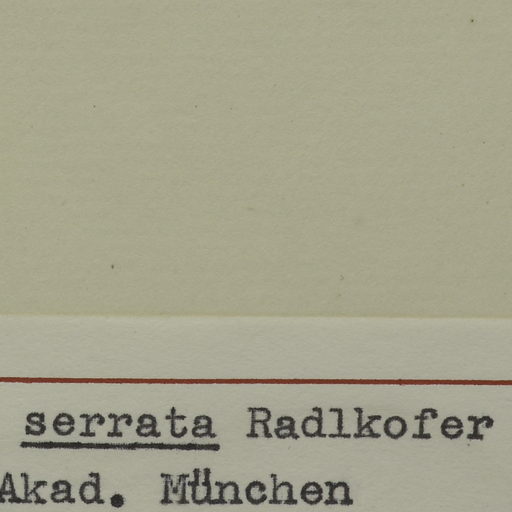 serrata Radlkofer
Akad. München